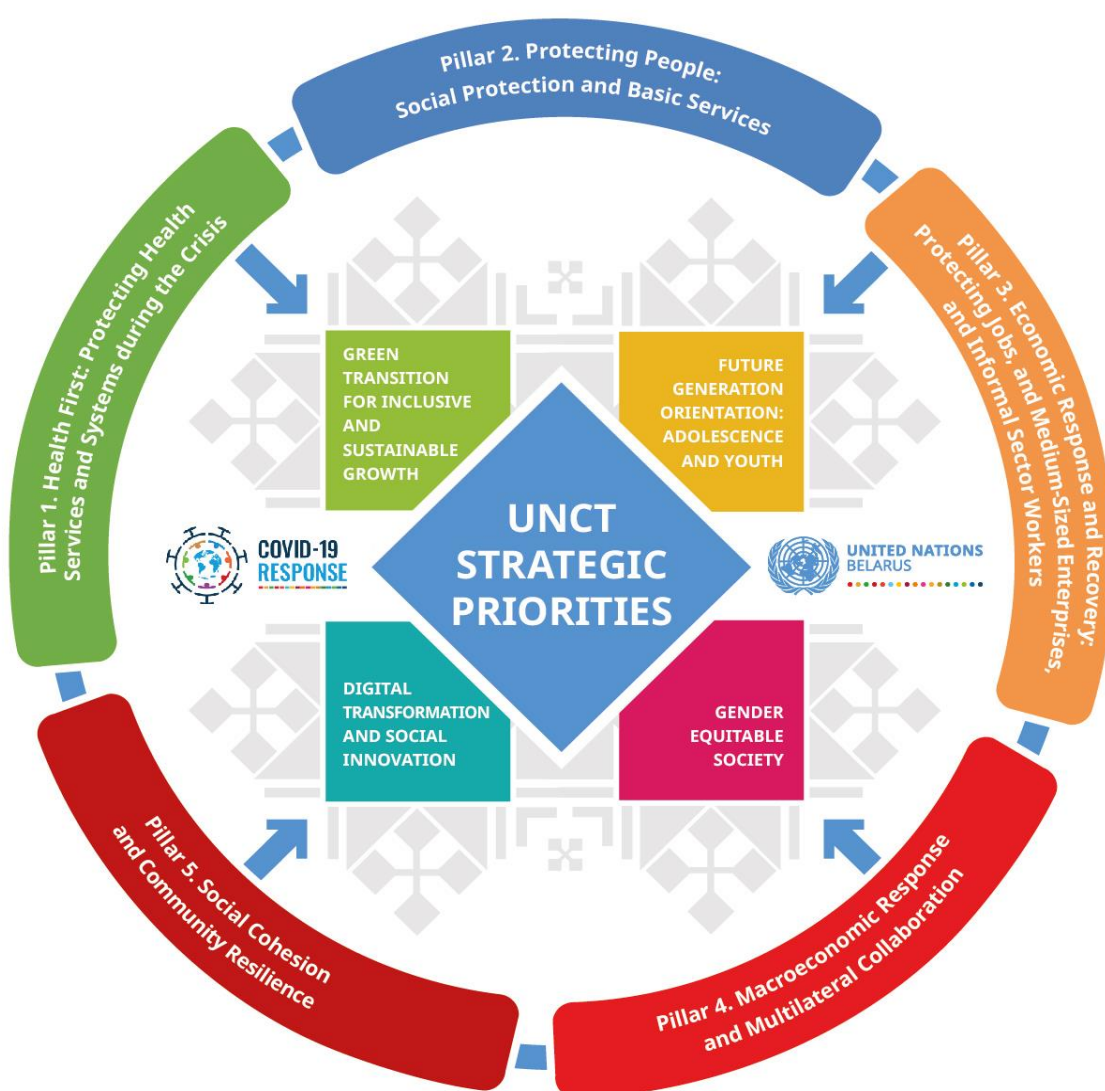 Pillar 1. Health First: Protecting Health
Services and Systems during the Crisis
Pillar 2. Protecting People:
Social Protection and Basic Services
Pillar 3. Economic Response and Recovery:
Protecting Jobs, and Medium-Sized Enterprises,
and Informal Sector Workers
Pillar 4. Macroeconomic Response
and Multilateral Collaboration
Pillar 5. Social Cohesion
and Community Resilience
GREEN
TRANSITION
FOR INCLUSIVE
AND
SUSTAINABLE
GROWTH
FUTURE
GENERATION
ORIENTATION:
ADOLESCENCE
AND YOUTH
UNCT
STRATEGIC
PRIORITIES
COVID-19
RESPONSE
UNITED NATIONS
BELARUS
DIGITAL
TRANSFORMATION
AND SOCIAL
INNOVATION
GENDER
EQUITABLE
SOCIETY